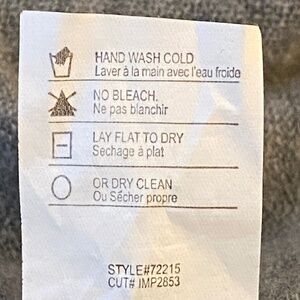 HAND WASH COLD
Laver à la main avec l'eau froide
NO BLEACH.
Ne pas blanchir
LAY FLAT TO DRY
Sechage à plat
OR DRY CLEAN
Ou Sécher propre
STYLE#72215
CUT# IMP2853